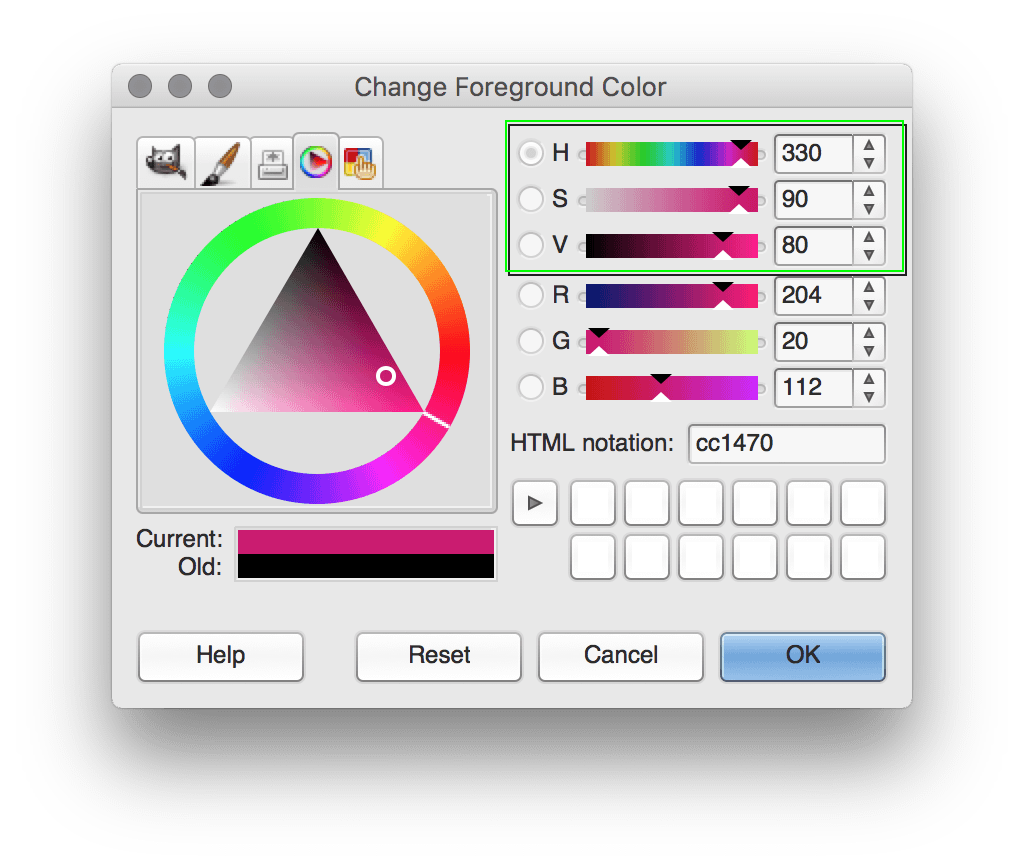 Change Foreground Color
H 330
S 90
V 80
R 204
G 20
B 112
HTML notation: cc1470
Current:
Old:
Help Reset Cancel OK